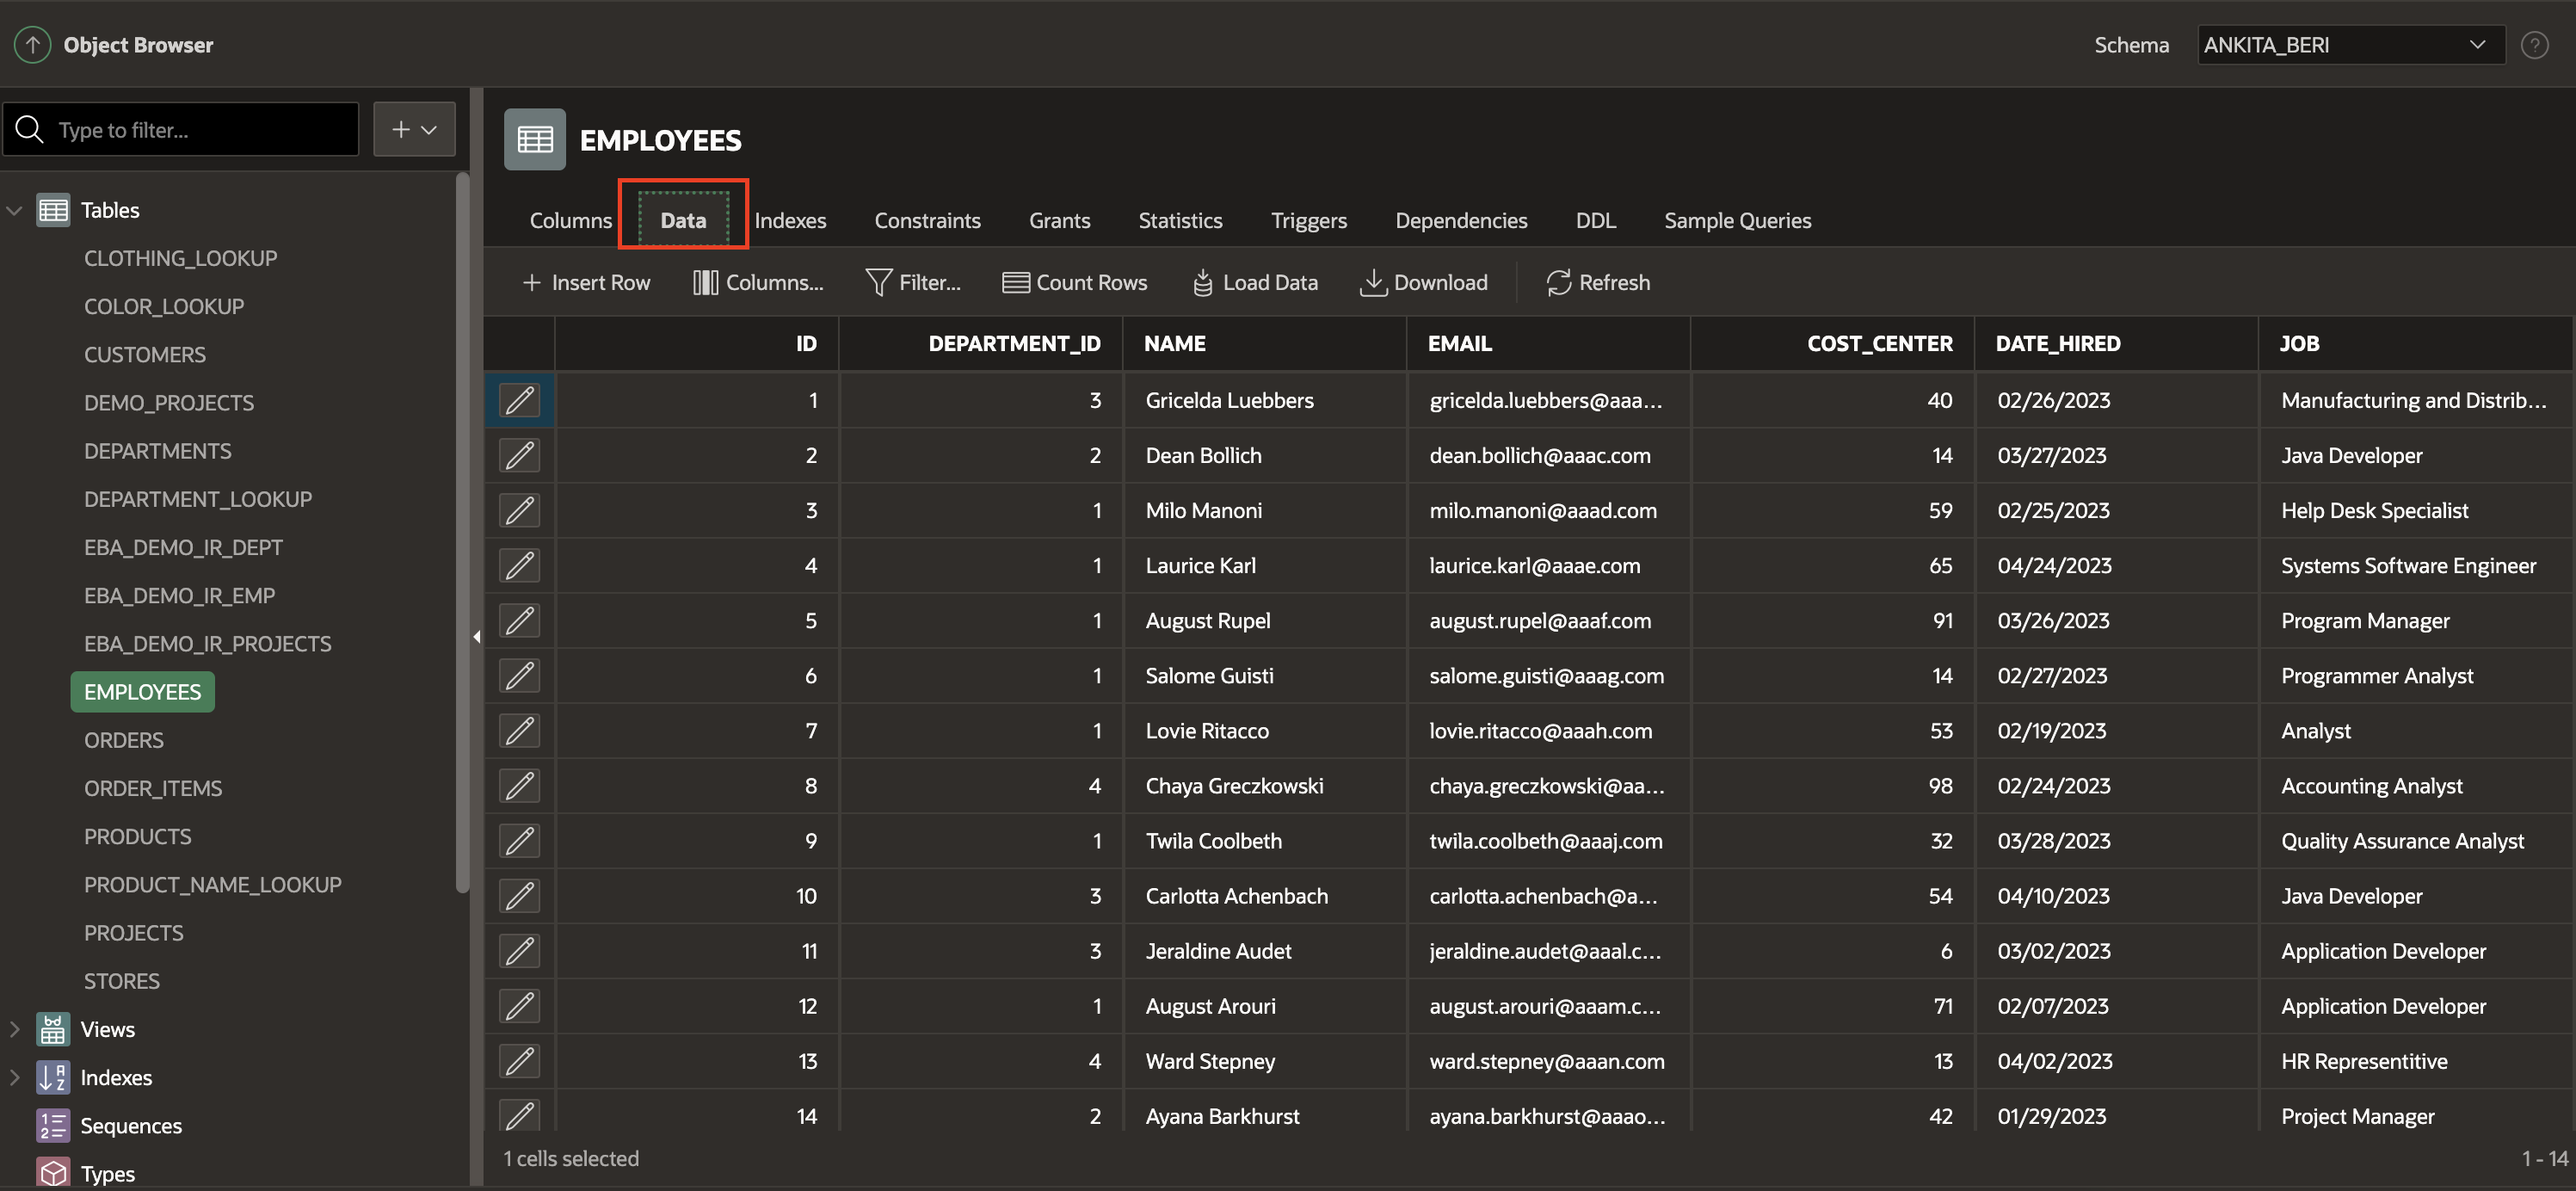 Object Browser
Schema ANKITA_BERI
Type to filter...
Tables
CLOTHING_LOOKUP
COLOR_LOOKUP
CUSTOMERS
DEMO_PROJECTS
DEPARTMENTS
DEPARTMENT_LOOKUP
EBA_DEMO_IR_DEPT
EBA_DEMO_IR_EMP
EBA_DEMO_IR_PROJECTS
EMPLOYEES
ORDERS
ORDER_ITEMS
PRODUCTS
PRODUCT_NAME_LOOKUP
PROJECTS
STORES
Views
Indexes
Sequences
Types
EMPLOYEES
Columns Data Indexes Constraints Grants Statistics Triggers Dependencies DDL Sample Queries
Insert Row Columns... Filter... Count Rows Load Data Download Refresh
ID DEPARTMENT_ID NAME EMAIL COST_CENTER DATE_HIRED JOB
1 3 Gricelda Luebbers gricelda.luebbers@aaa... 40 02/26/2023 Manufacturing and Distrib...
2 2 Dean Bollich dean.bollich@aaac.com 14 03/27/2023 Java Developer
3 1 Milo Manoni milo.manoni@aaad.com 59 02/25/2023 Help Desk Specialist
4 1 Laurice Karl laurice.karl@aaae.com 65 04/24/2023 Systems Software Engineer
5 1 August Rupel august.rupel@aaaf.com 91 03/26/2023 Program Manager
6 1 Salome Guisti salome.guisti@aaag.com 14 02/27/2023 Programmer Analyst
7 1 Lovie Ritacco lovie.ritacco@aaah.com 53 02/19/2023 Analyst
8 4 Chaya Greczkowski chaya.greczkowski@aa... 98 02/24/2023 Accounting Analyst
9 1 Twila Coolbeth twila.coolbeth@aaaj.com 32 03/28/2023 Quality Assurance Analyst
10 3 Carlotta Achenbach carlotta.achenbach@a... 54 04/10/2023 Java Developer
11 3 Jeraldine Audet jeraldine.audet@aaal.c... 6 03/02/2023 Application Developer
12 1 August Arouri august.arouri@aaam.c... 71 02/07/2023 Application Developer
13 4 Ward Stepney ward.stepney@aaan.com 13 04/02/2023 HR Representitive
14 2 Ayana Barkhurst ayana.barkhurst@aaao... 42 01/29/2023 Project Manager
1 cells selected
1 - 14